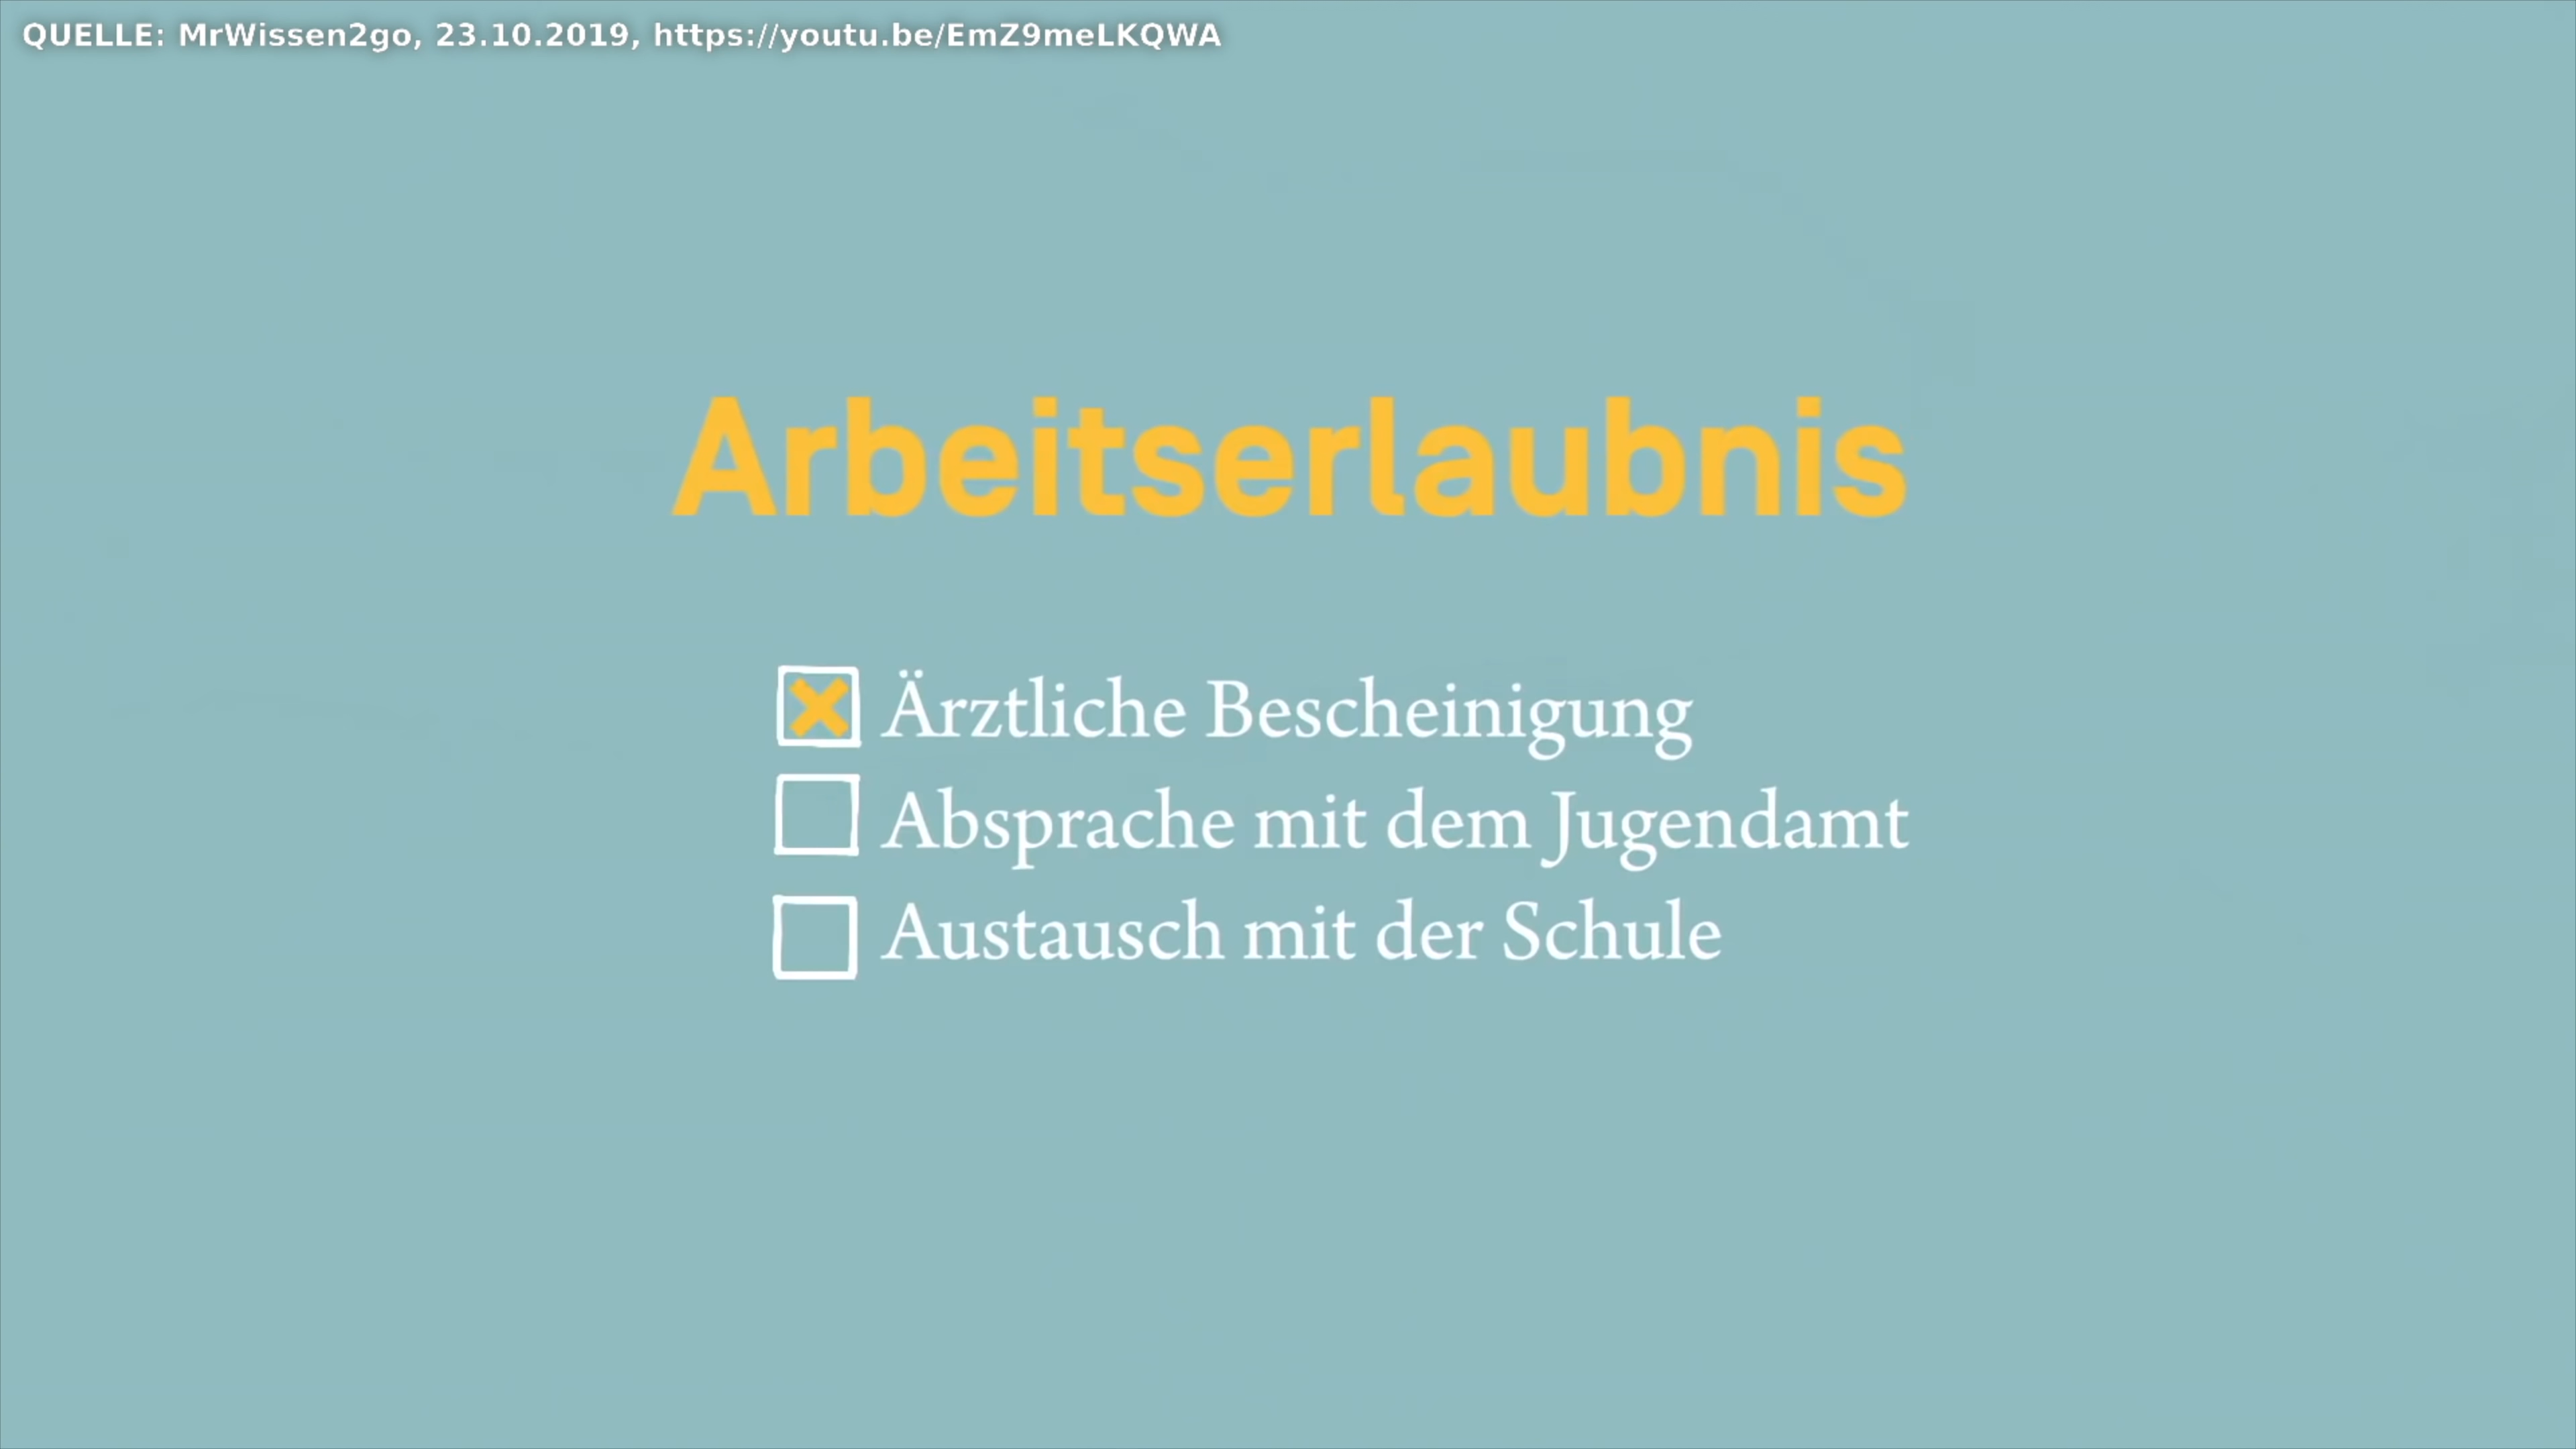 QUELLE: MrWissen2go, 23.10.2019, https://youtu.be/EmZ9meLKQWA
Arbeitserlaubnis
Ärztliche Bescheinigung
Absprache mit dem Jugendamt
Austausch mit der Schule